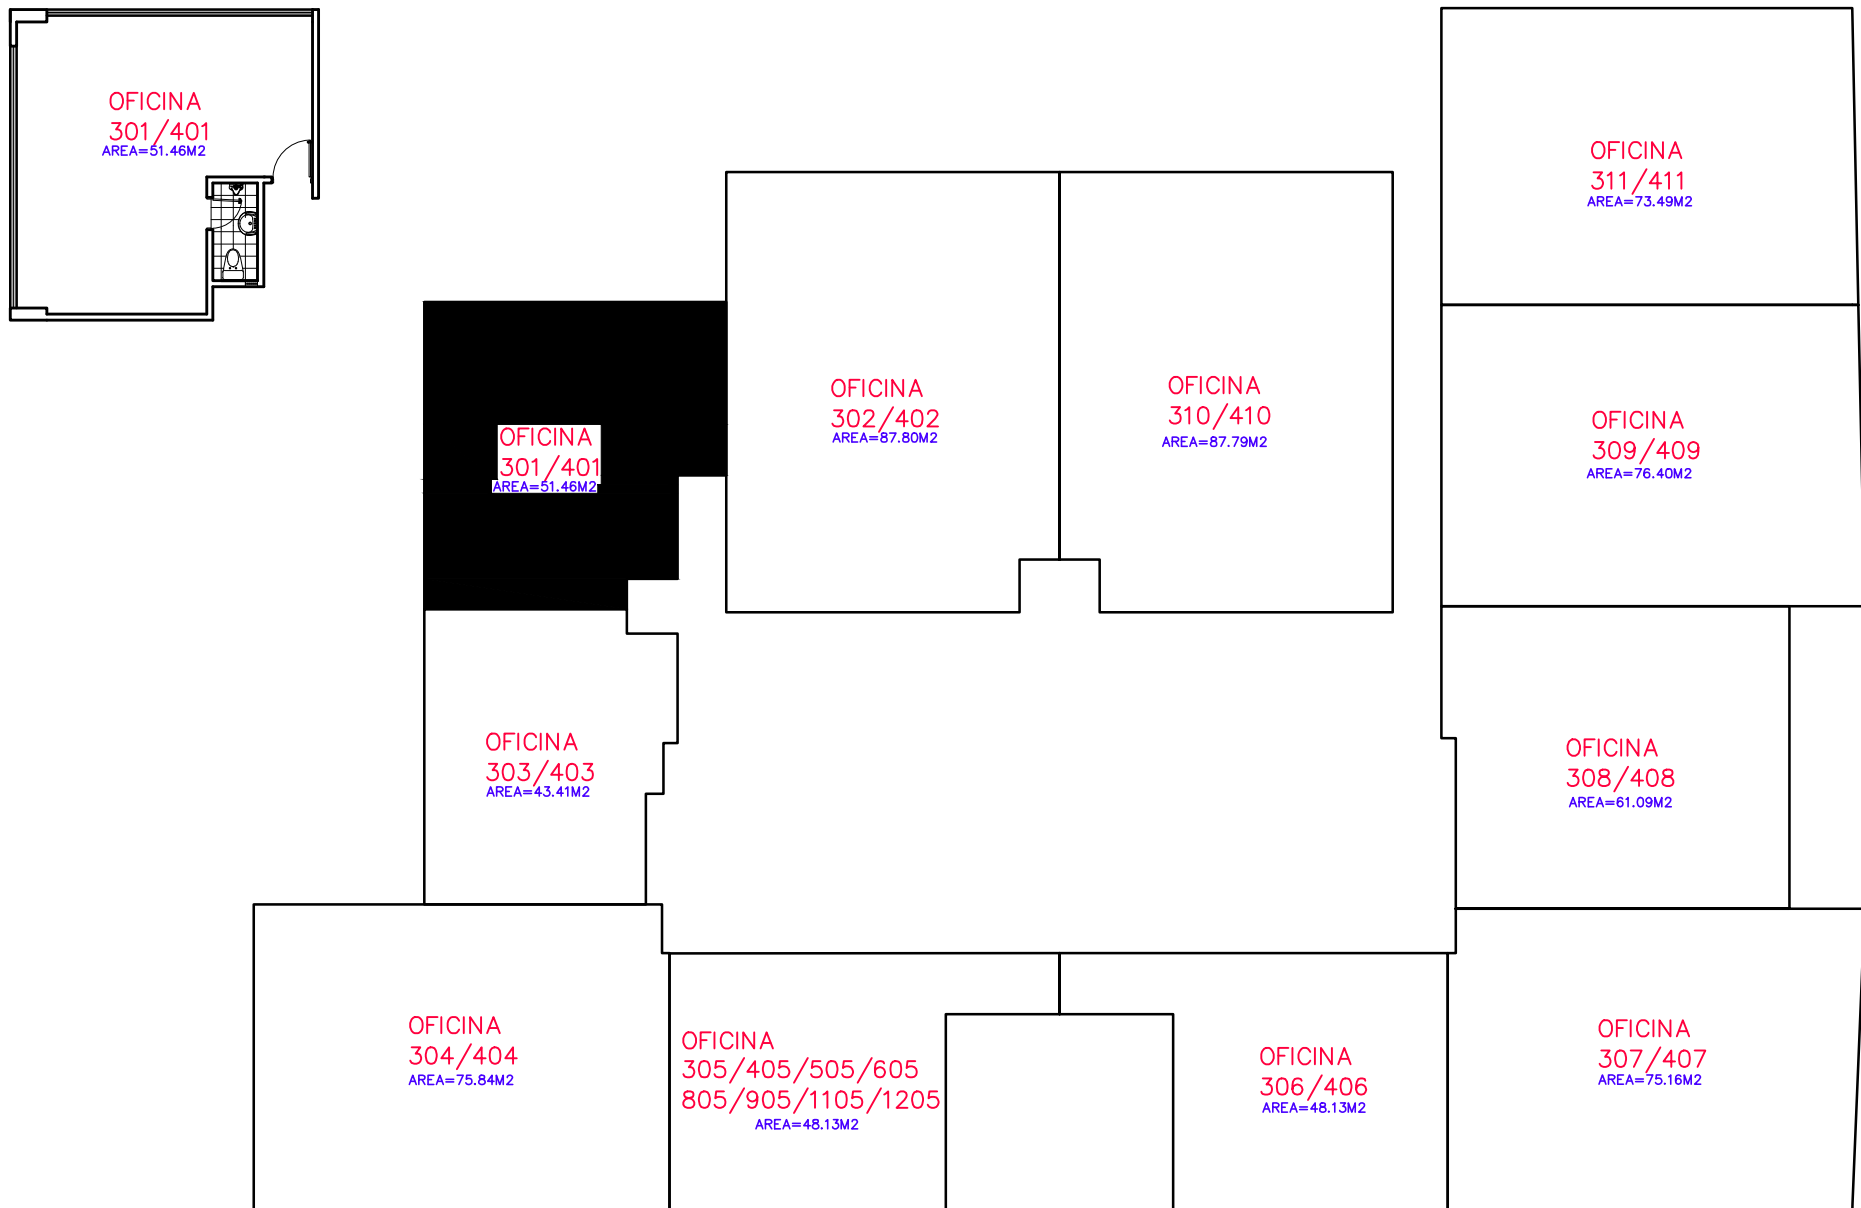 OFICINA
301/401
AREA=51.46M2
OFICINA
311/411
AREA=73.49M2
OFICINA
302/402
AREA=87.80M2
OFICINA
310/410
AREA=87.79M2
OFICINA
301/401
AREA=51.46M2
OFICINA
309/409
AREA=76.40M2
OFICINA
303/403
AREA=43.41M2
OFICINA
308/408
AREA=61.09M2
OFICINA
304/404
AREA=75.84M2
OFICINA
305/405/505/605
805/905/1105/1205
AREA=48.13M2
OFICINA
306/406
AREA=48.13M2
OFICINA
307/407
AREA=75.16M2